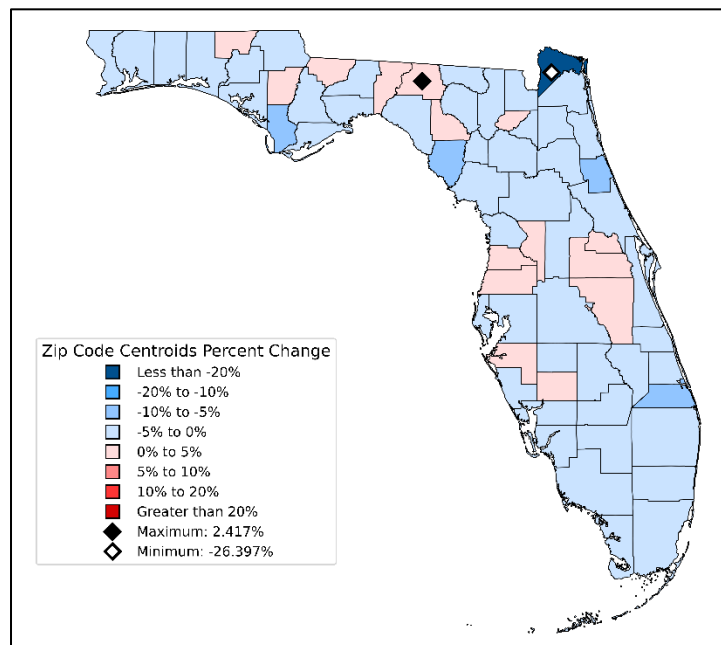 Zip Code Centroids Percent Change
Less than -20%
-20% to -10%
-10% to -5%
-5% to 0%
0% to 5%
5% to 10%
10% to 20%
Greater than 20%
Maximum: 2.417%
Minimum: -26.397%